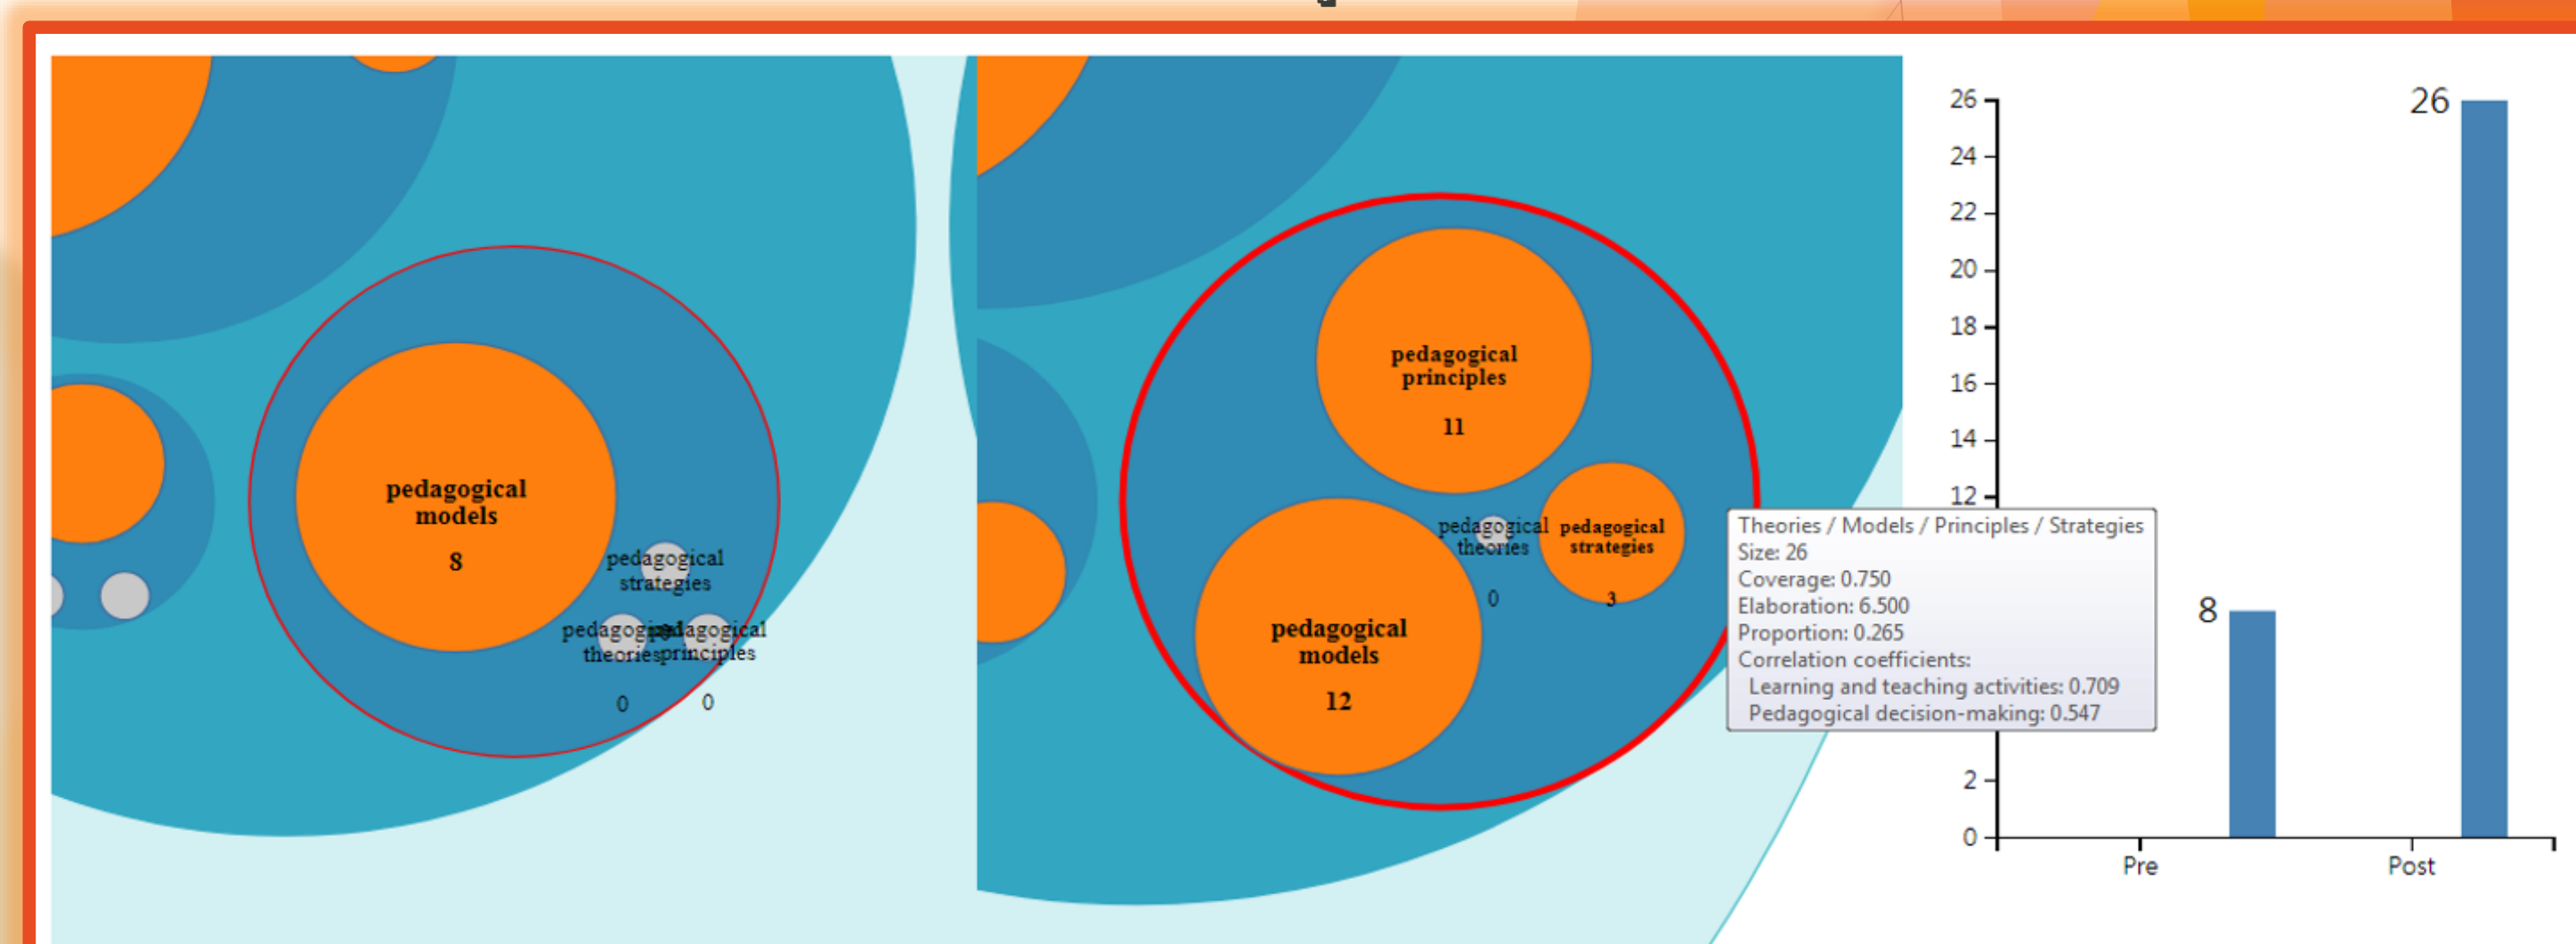 pedagogical
models
8
pedagogical
strategies
pedagogical
theories
0
pedagogical
principles
0
pedagogical
principles
11
pedagogical
theories
0
pedagogical
strategies
3
pedagogical
models
12
26
24
22
20
18
16
14
12
2
0
26
8
Pre
Post
Theories / Models / Principles / Strategies
Size: 26
Coverage: 0.750
Elaboration: 6.500
Proportion: 0.265
Correlation coefficients:
Learning and teaching activities: 0.709
Pedagogical decision-making: 0.547